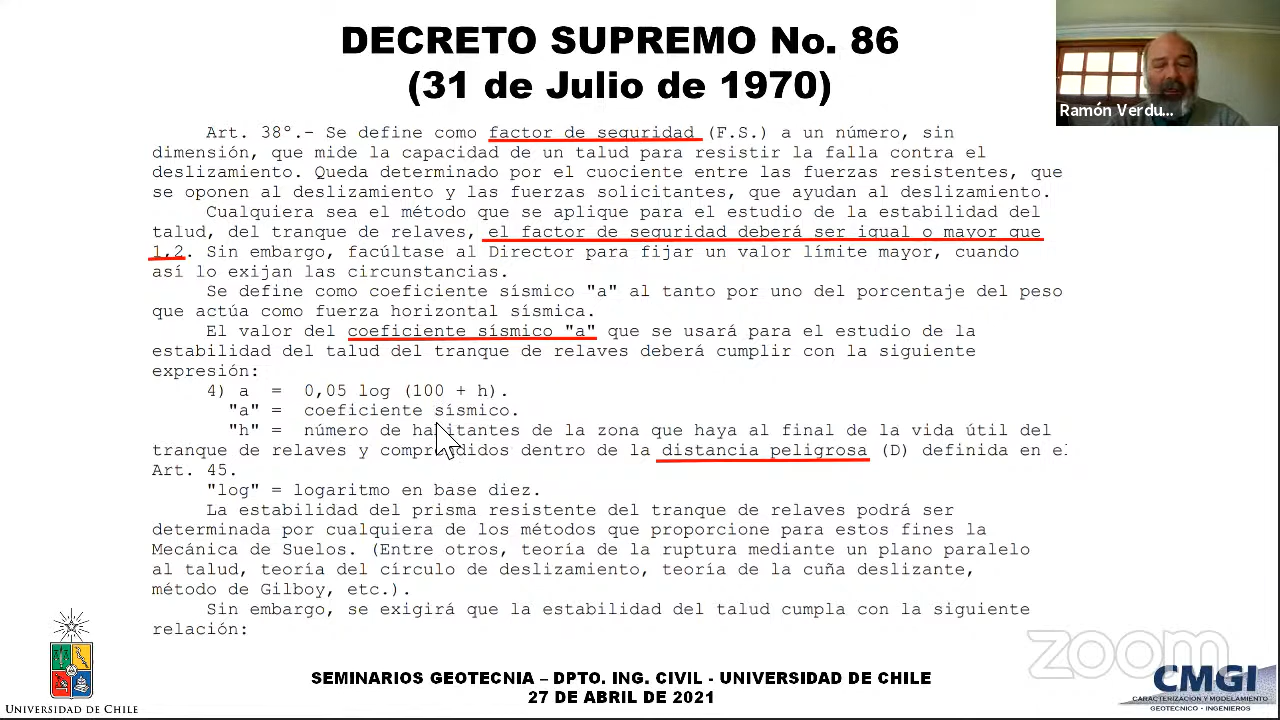 DECRETO SUPREMO No. 86
(31 de Julio de 1970)
Ramón Verdu...
Art. 38º.- Se define como factor de seguridad (F.S.) a un número, sin
dimensión, que mide la capacidad de un talud para resistir la falla contra el
deslizamiento. Queda determinado por el cuociente entre las fuerzas resistentes, que
se oponen al deslizamiento y las fuerzas solicitantes, que ayudan al deslizamiento.
Cualquiera sea el método que se aplique para el estudio de la estabilidad del
talud, del tranque de relaves, el factor de seguridad deberá ser igual o mayor que
1,2. Sin embargo, facúltase al Director para fijar un valor límite mayor, cuando
así lo exijan las circunstancias.
Se define como coeficiente sísmico "a" al tanto por uno del porcentaje del peso
que actúa como fuerza horizontal sísmica.
El valor del coeficiente sísmico "a" que se usará para el estudio de la
estabilidad del talud del tranque de relaves deberá cumplir con la siguiente
expresión:
4) a = 0,05 log (100 + h).
"a" = coeficiente sísmico.
"h" = número de habitantes de la zona que haya al final de la vida útil del
tranque de relaves y comprendidos dentro de la distancia peligrosa (D) definida en el
Art. 45.
"log" = logaritmo en base diez.
La estabilidad del prisma resistente del tranque de relaves podrá ser
determinada por cualquiera de los métodos que proporcione para estos fines la
Mecánica de Suelos. (Entre otros, teoría de la ruptura mediante un plano paralelo
al talud, teoría del círculo de deslizamiento, teoría de la cuña deslizante,
método de Gilboy, etc.).
Sin embargo, se exigirá que la estabilidad del talud cumpla con la siguiente
relación:
zoom
UNIVERSIDAD DE CHILE
SEMINARIOS GEOTECNIA – DPTO. ING. CIVIL - UNIVERSIDAD DE CHILE
27 DE ABRIL DE 2021
CMGI
CARACTERIZACIÓN Y MODELAMIENTO
GEOTECNICO - INGENIEROS